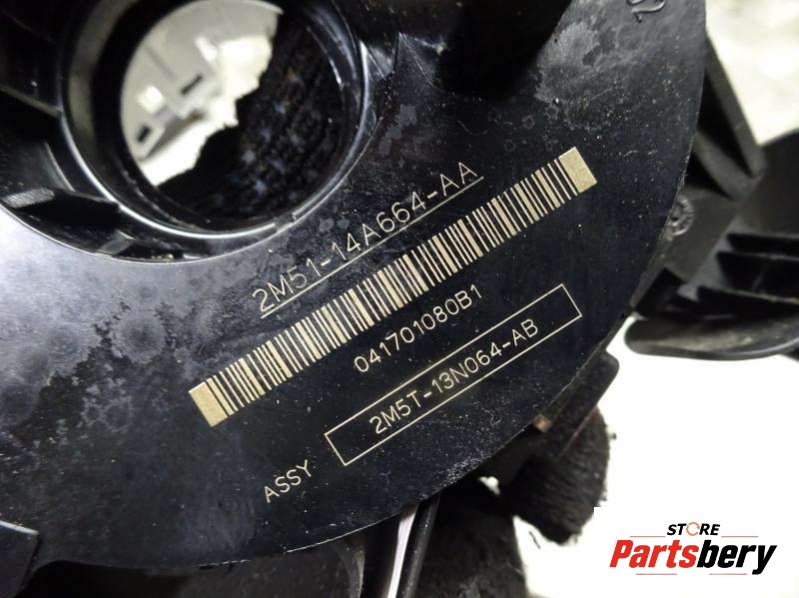 2M51-14A664-AA
041701080B1
ASSY 2M5T-13N064-AB
STORE
Partsbery